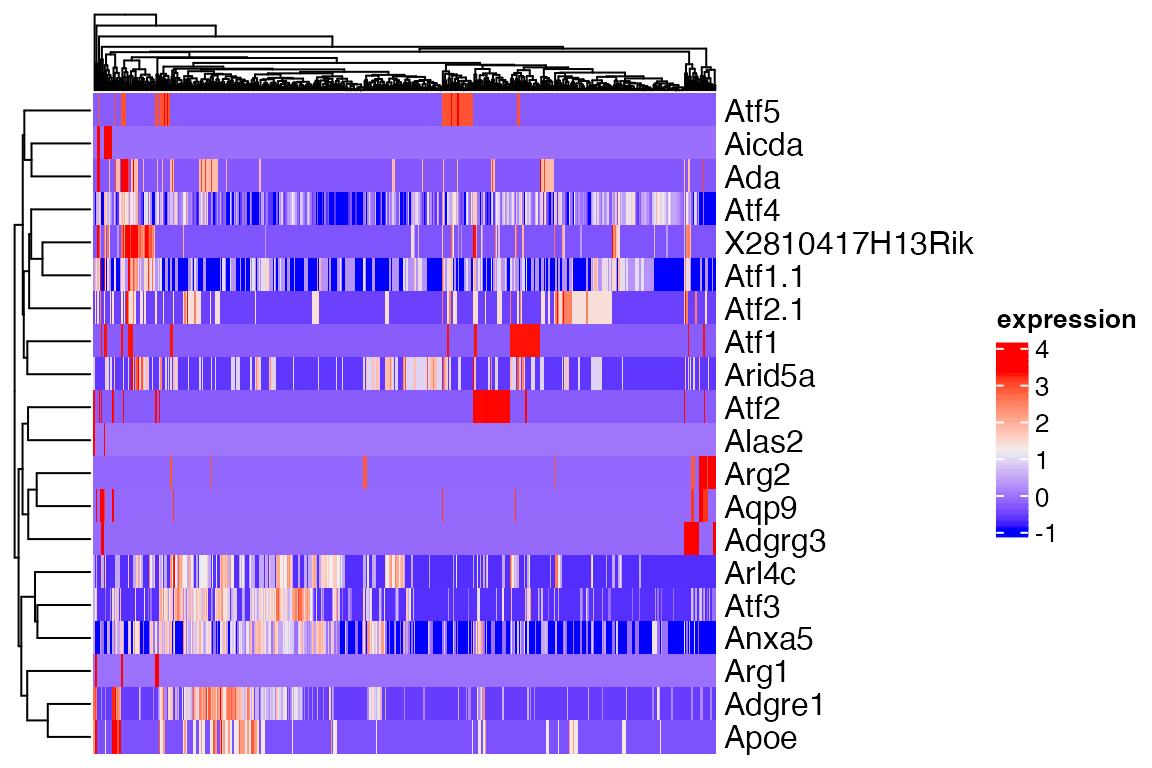 Atf5
Aicda
Ada
Atf4
X2810417H13Rik
Atf1.1
Atf2.1
Atf1
Arid5a
Atf2
Alas2
Arg2
Aqp9
Adgrg3
Arl4c
Atf3
Anxa5
Arg1
Adgre1
Apoe
expression
4
3
2
1
0
-1